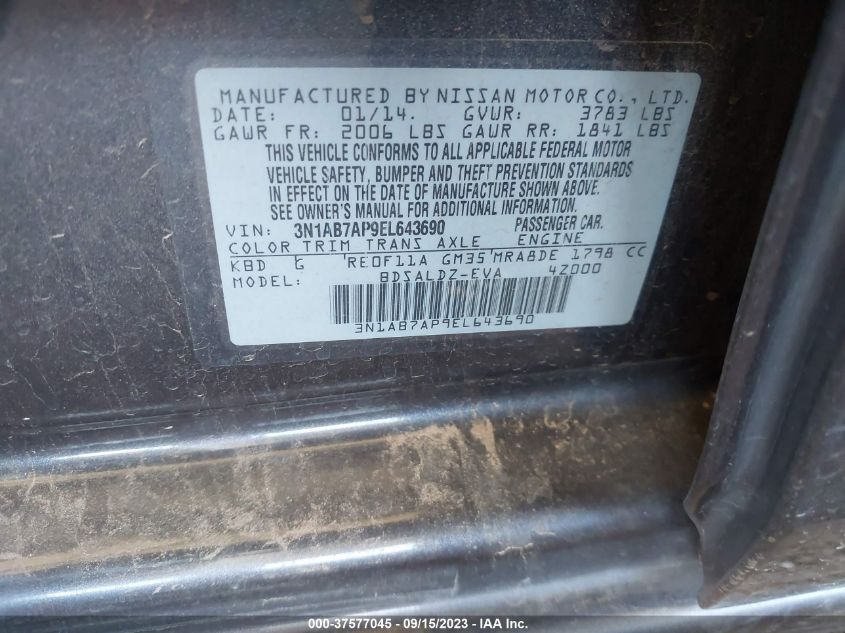 MANUFACTURED BY NISSAN MOTOR CO., LTD.
DATE: 01/14. GVWR: 3783 LBS
GAWR FR: 2006 LBS GAWR RR: 1841 LBS
THIS VEHICLE CONFORMS TO ALL APPLICABLE FEDERAL MOTOR
VEHICLE SAFETY, BUMPER AND THEFT PREVENTION STANDARDS
IN EFFECT ON THE DATE OF MANUFACTURE SHOWN ABOVE.
SEE OWNER'S MANUAL FOR ADDITIONAL INFORMATION.
VIN: 3N1AB7AP9EL643690 PASSENGER CAR.
COLOR TRIM TRANS AXLE ENGINE
KBD G RE0F11A GM35 MRA8DE 1798 CC
MODEL: BDSALDZ-EVA 4Z000
3N1AB7AP9EL643690
000-37577045 - 09/15/2023 - IAA Inc.